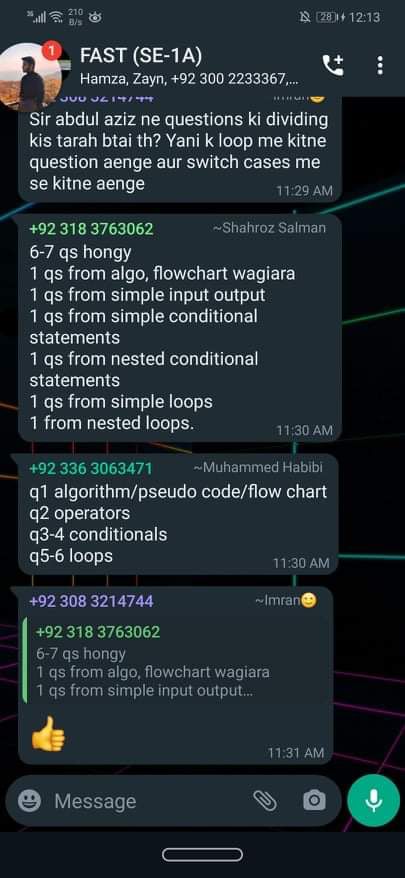 3G 210 B/s 28 12:13
1
FAST (SE-1A)
Hamza, Zayn, +92 300 2233367,...
Sir abdul aziz ne questions ki dividing
kis tarah btai th? Yani k loop me kitne
question aenge aur switch cases me
se kitne aenge
11:29 AM
+92 318 3763062 ~Shahroz Salman
6-7 qs hongy
1 qs from algo, flowchart wagiara
1 qs from simple input output
1 qs from simple conditional
statements
1 qs from nested conditional
statements
1 qs from simple loops
1 from nested loops.
11:30 AM
+92 336 3063471 ~Muhammed Habibi
q1 algorithm/pseudo code/flow chart
q2 operators
q3-4 conditionals
q5-6 loops
11:30 AM
+92 308 3214744 ~Imran😊
+92 318 3763062
6-7 qs hongy
1 qs from algo, flowchart wagiara
1 qs from simple input output...
👍
11:31 AM
Message